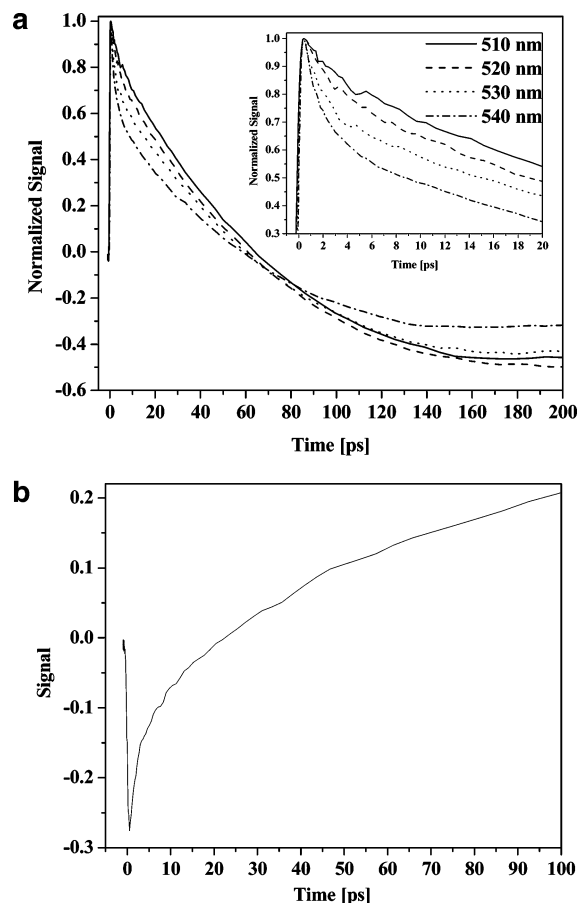 a
1.0
0.8
0.6
0.4
0.2
0.0
-0.2
-0.4
-0.6
Normalized Signal
0 20 40 60 80 100 120 140 160 180 200
Time [ps]
1.0
0.9
0.8
0.7
0.6
0.5
0.4
0.3
Normalized Signal
0 2 4 6 8 10 12 14 16 18 20
Time [ps]
510 nm
520 nm
530 nm
540 nm
b
0.2
0.1
0.0
-0.1
-0.2
-0.3
Signal
0 10 20 30 40 50 60 70 80 90 100
Time [ps]